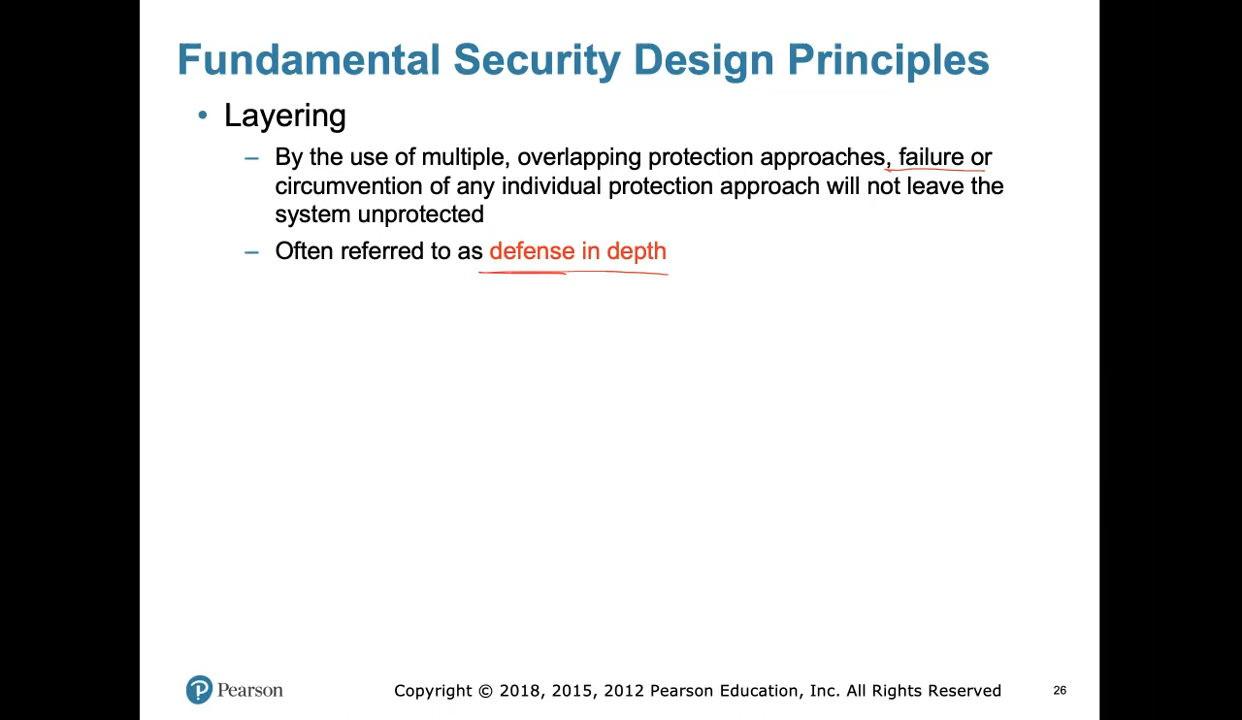 Fundamental Security Design Principles
• Layering
– By the use of multiple, overlapping protection approaches, failure or
circumvention of any individual protection approach will not leave the
system unprotected
– Often referred to as defense in depth
Pearson
Copyright © 2018, 2015, 2012 Pearson Education, Inc. All Rights Reserved
26